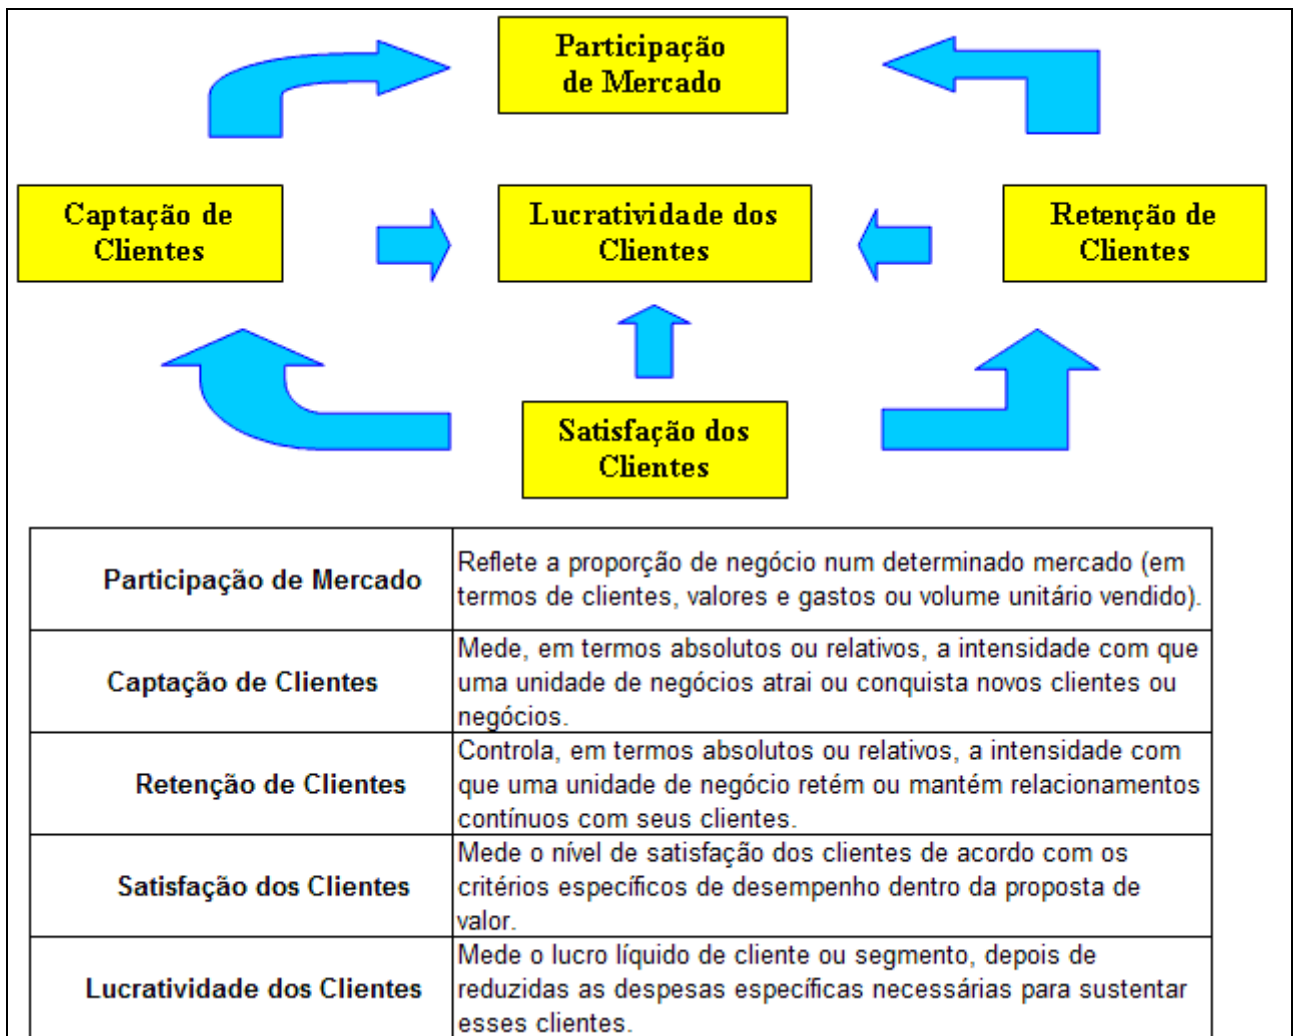 Participação
de Mercado
Captação de
Clientes
Lucratividade dos
Clientes
Retenção de
Clientes
Satisfação dos
Clientes
Participação de Mercado
Reflete a proporção de negócio num determinado mercado (em
termos de clientes, valores e gastos ou volume unitário vendido).
Captação de Clientes
Mede, em termos absolutos ou relativos, a intensidade com que
uma unidade de negócios atrai ou conquista novos clientes ou
negócios.
Retenção de Clientes
Controla, em termos absolutos ou relativos, a intensidade com
que uma unidade de negócio retém ou mantém relacionamentos
contínuos com seus clientes.
Satisfação dos Clientes
Mede o nível de satisfação dos clientes de acordo com os
critérios específicos de desempenho dentro da proposta de
valor.
Lucratividade dos Clientes
Mede o lucro líquido de cliente ou segmento, depois de
reduzidas as despesas específicas necessárias para sustentar
esses clientes.